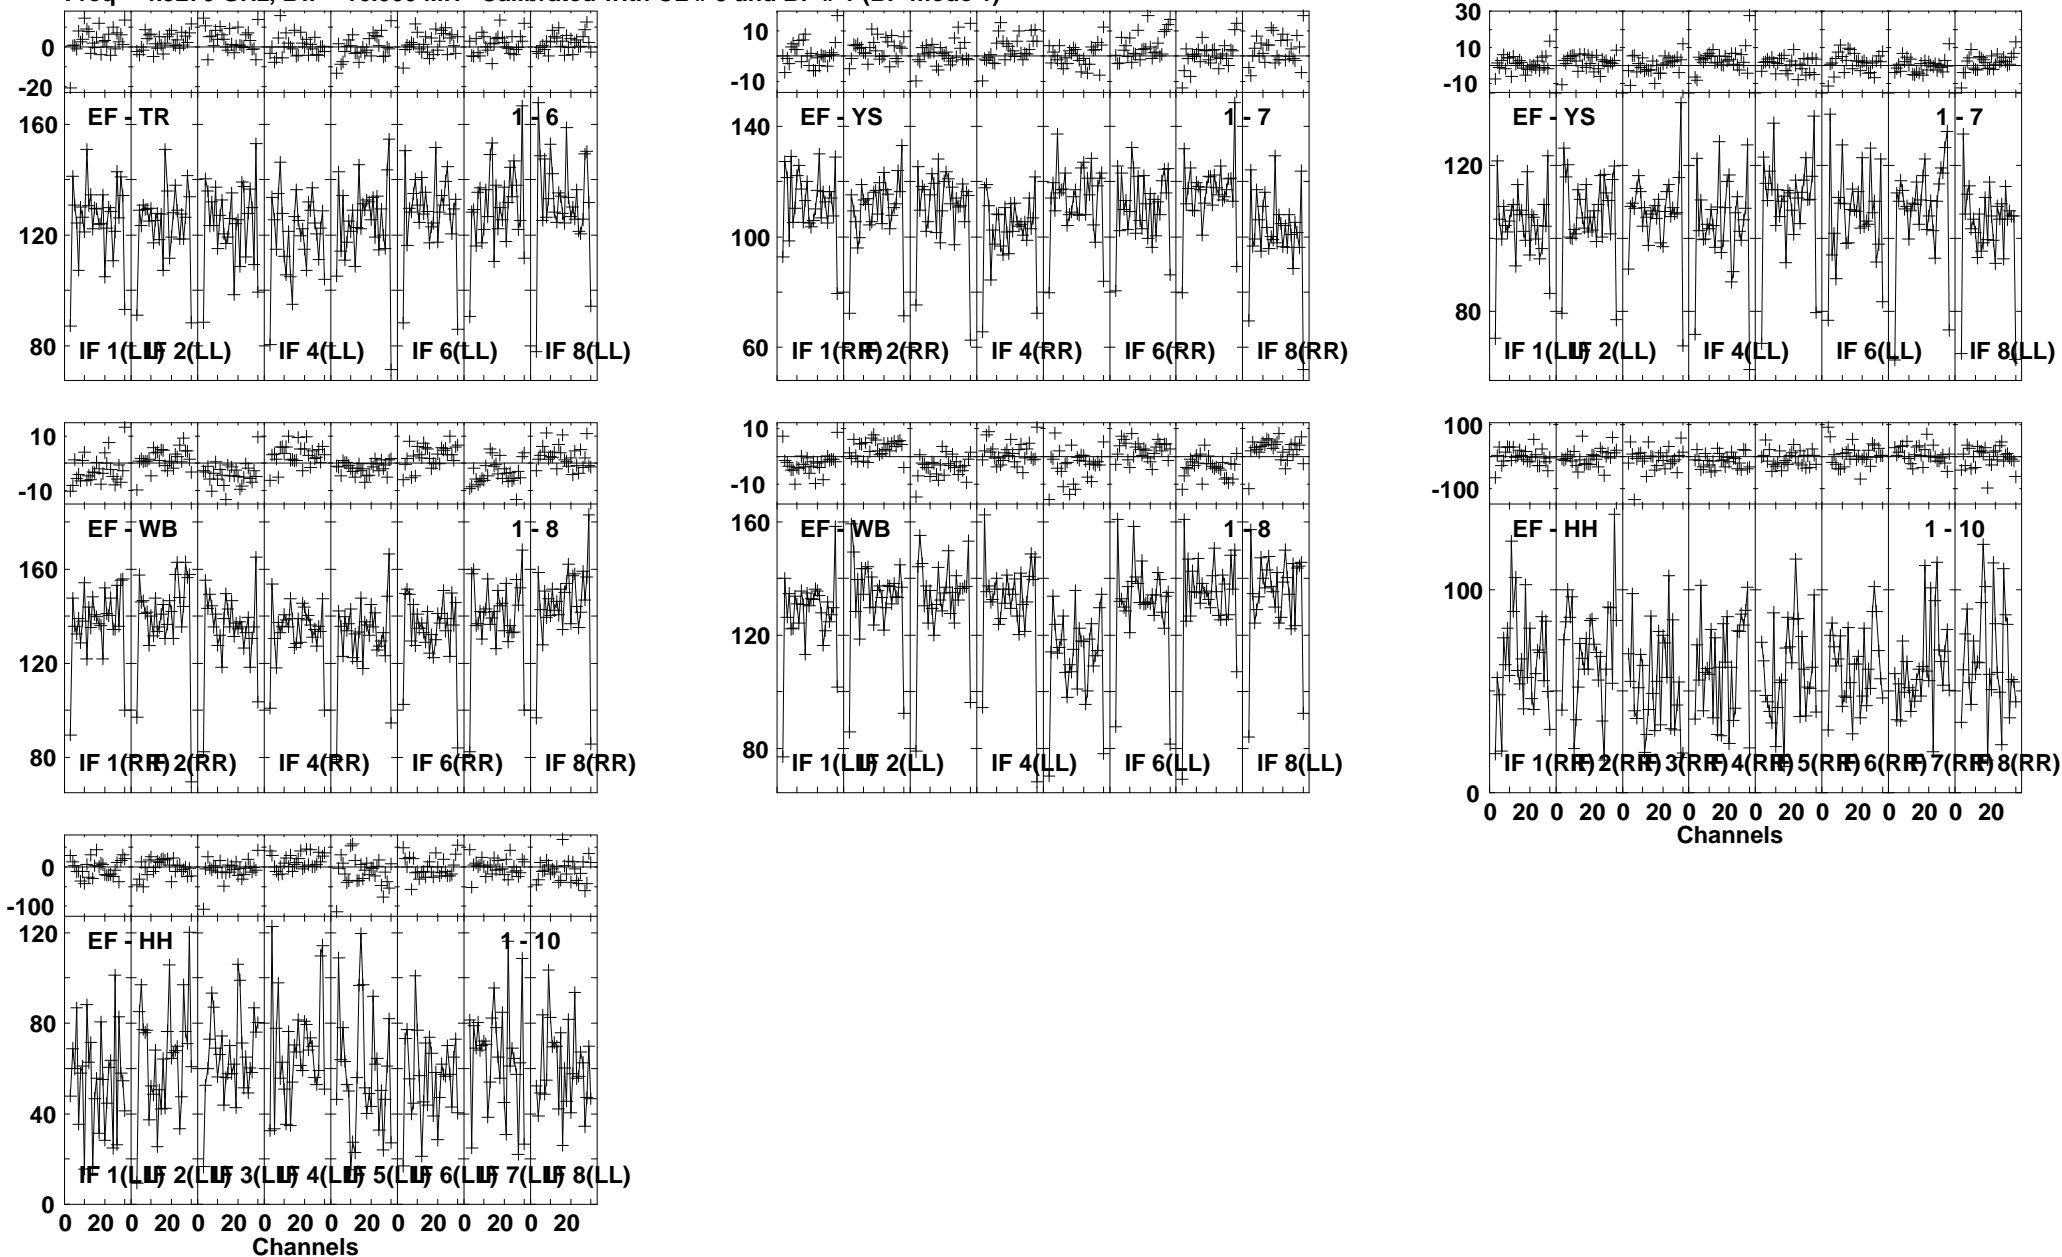 30
0
10
10
-20
-10
-10
EF - TR
1 - 6
EF - YS
1 - 7
EF - YS
1 - 7
160
140
120
120
100
80
60
80
IF 1(LL)
IF 2(LL)
IF 4(LL)
IF 6(LL)
IF 8(LL)
IF 1(RR)
IF 2(RR)
IF 4(RR)
IF 6(RR)
IF 8(RR)
IF 1(LL)
IF 2(LL)
IF 4(LL)
IF 6(LL)
IF 8(LL)
10
10
100
-10
-10
-100
EF - WB
1 - 8
EF - WB
1 - 8
EF - HH
1 - 10
160
160
120
120
100
80
80
0
IF 1(RR)
IF 2(RR)
IF 4(RR)
IF 6(RR)
IF 8(RR)
IF 1(LL)
IF 2(LL)
IF 4(LL)
IF 6(LL)
IF 8(LL)
IF 1(RR)
IF 2(RR)
IF 3(RR)
IF 4(RR)
IF 5(RR)
IF 6(RR)
IF 7(RR)
IF 8(RR)
0 20 0 20 0 20 0 20 0 20 0 20 0 20 0 20
Channels
0
-100
EF - HH
1 - 10
120
80
40
0
IF 1(LL)
IF 2(LL)
IF 3(LL)
IF 4(LL)
IF 5(LL)
IF 6(LL)
IF 7(LL)
IF 8(LL)
0 20 0 20 0 20 0 20 0 20 0 20 0 20 0 20
Channels